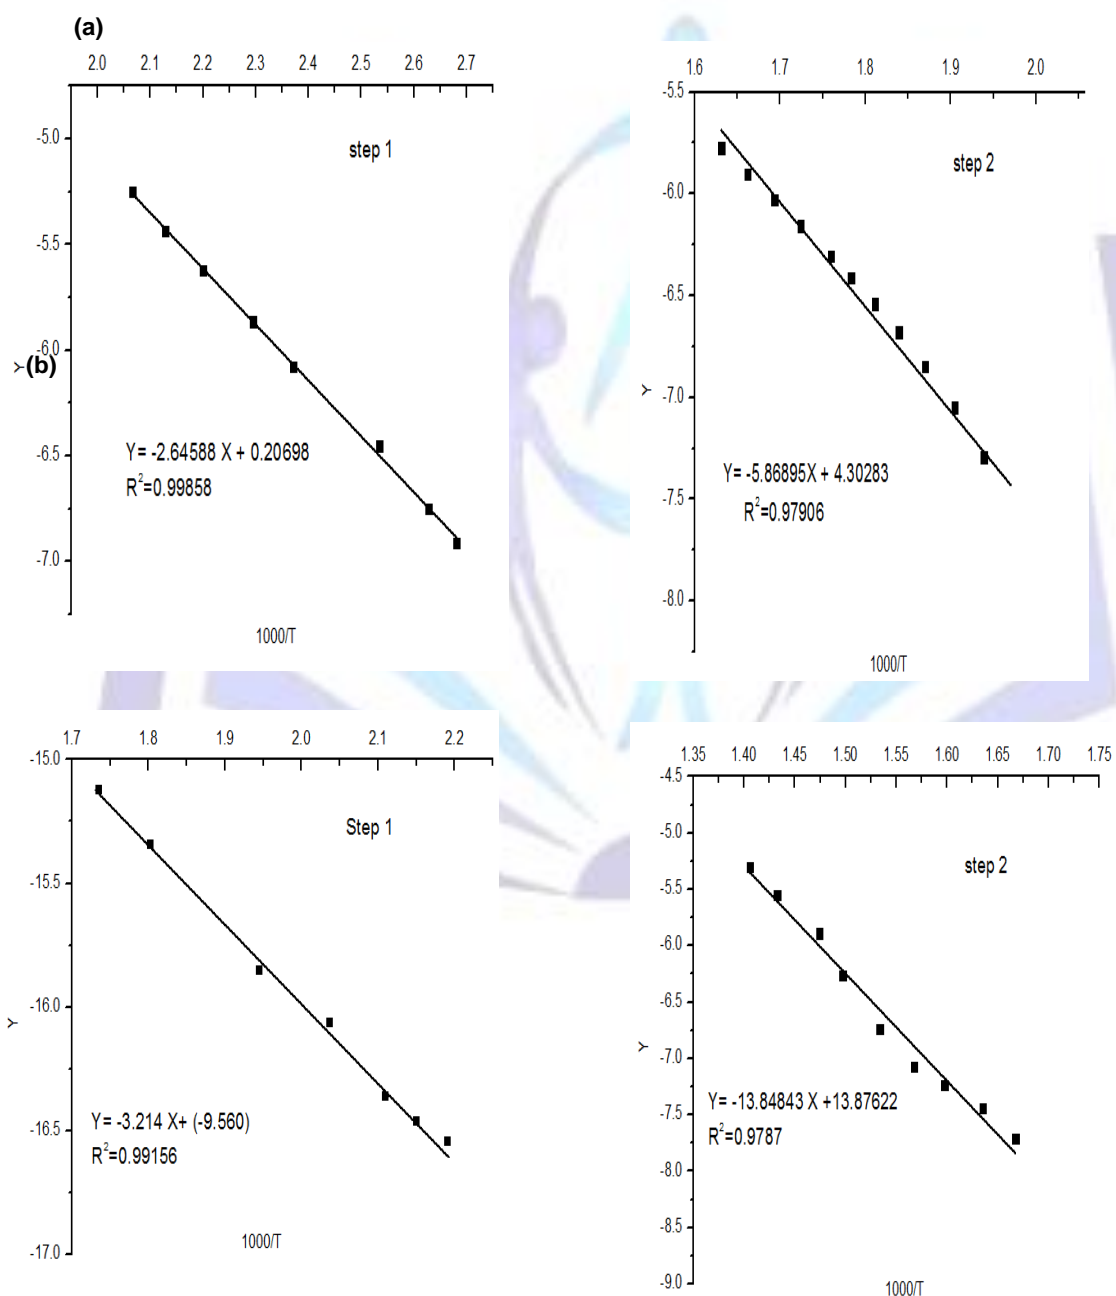 (a)
2.0 2.1 2.2 2.3 2.4 2.5 2.6 2.7
-5.0
-5.5
-6.0
-6.5
-7.0
Y
step 1
Y= -2.64588 X + 0.20698
R²=0.99858
1000/T
1.6 1.7 1.8 1.9 2.0
-5.5
-6.0
-6.5
-7.0
-7.5
-8.0
Y
step 2
Y= -5.86895X + 4.30283
R²=0.97906
1000/T
(b)
1.7 1.8 1.9 2.0 2.1 2.2
-15.0
-15.5
-16.0
-16.5
-17.0
Y
Step 1
Y= -3.214 X+ (-9.560)
R²=0.99156
1000/T
1.35 1.40 1.45 1.50 1.55 1.60 1.65 1.70 1.75
-4.5
-5.0
-5.5
-6.0
-6.5
-7.0
-7.5
-8.0
-8.5
-9.0
Y
step 2
Y= -13.84843 X +13.87622
R²=0.9787
1000/T